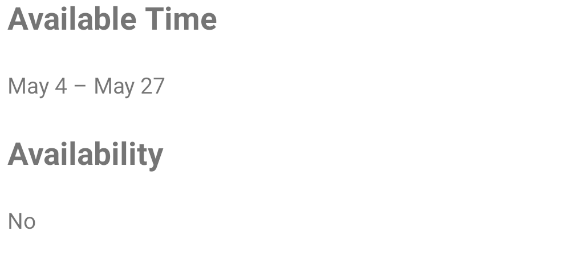 Available Time
May 4 – May 27
Availability
No